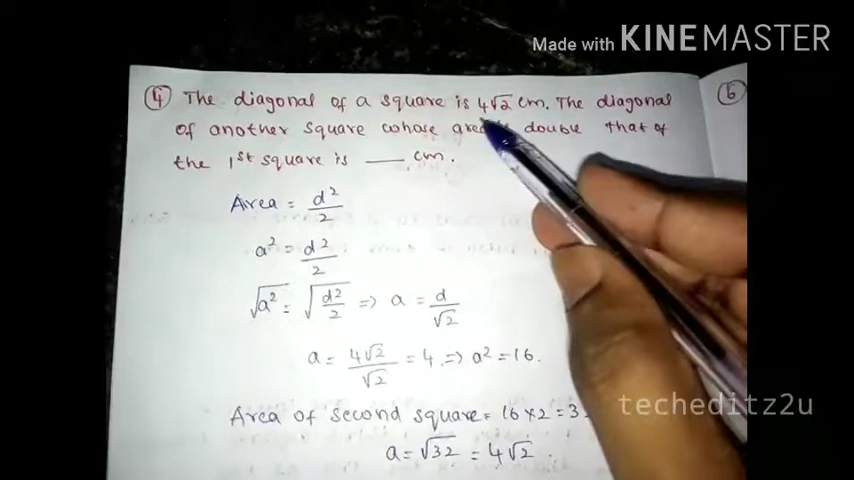 Made with KINEMASTER
④ The diagonal of a square is 4√2 cm. The diagonal
⑥
of another square whose double that of
the 1st square is ____ cm.
Area = d²/2
a² = d²/2
√a² = √(d²/2) => a = d/√2
a = 4√2/√2 = 4 => a² = 16.
techeditz2u
Area of second square = 16 × 2 =
a = √32 = 4√2.